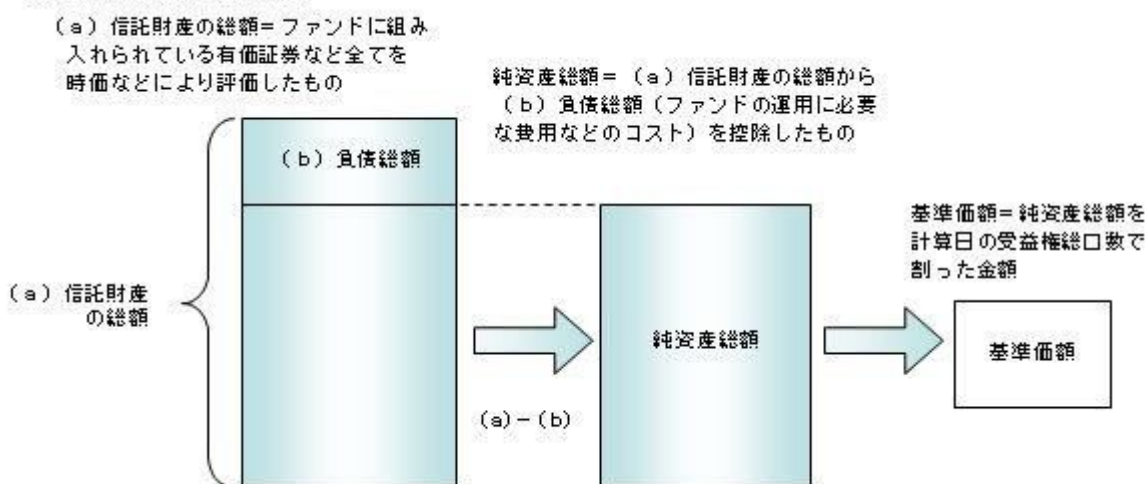 (a)信託財産の総額=ファンドに組み
入れられている有価証券など全てを
時価などにより評価したもの
純資産総額=(a)信託財産の総額から
(b)負債総額(ファンドの運用に必要
な費用などのコスト)を控除したもの
(b)負債総額
基準価額=純資産総額を
計算日の受益権総口数で
割った金額
(a)信託財産
の総額
純資産総額
基準価額
(a)-(b)